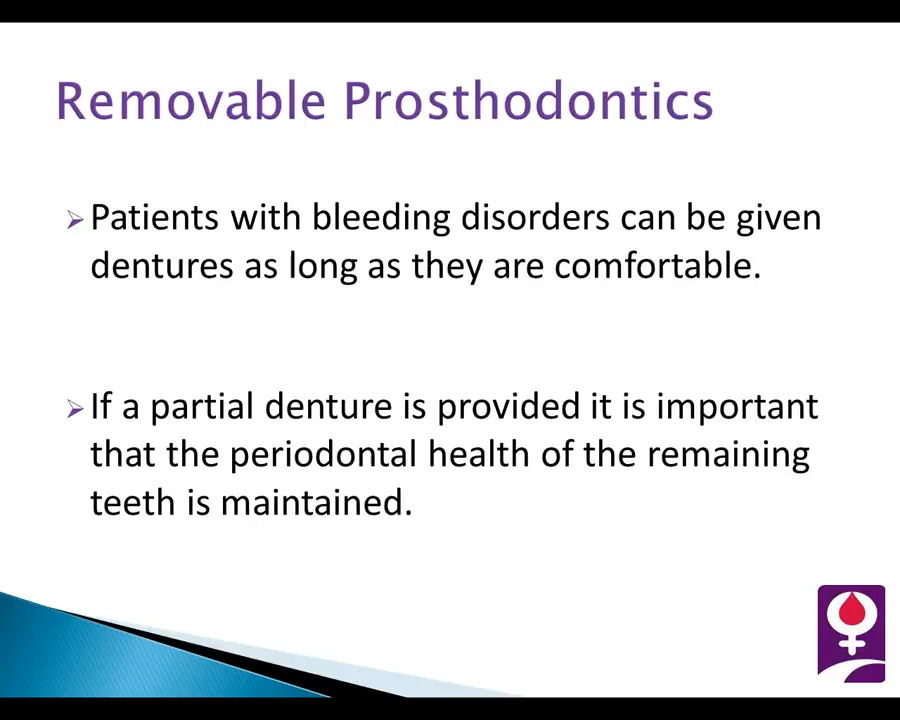 Removable Prosthodontics
Patients with bleeding disorders can be given
dentures as long as they are comfortable.
If a partial denture is provided it is important
that the periodontal health of the remaining
teeth is maintained.